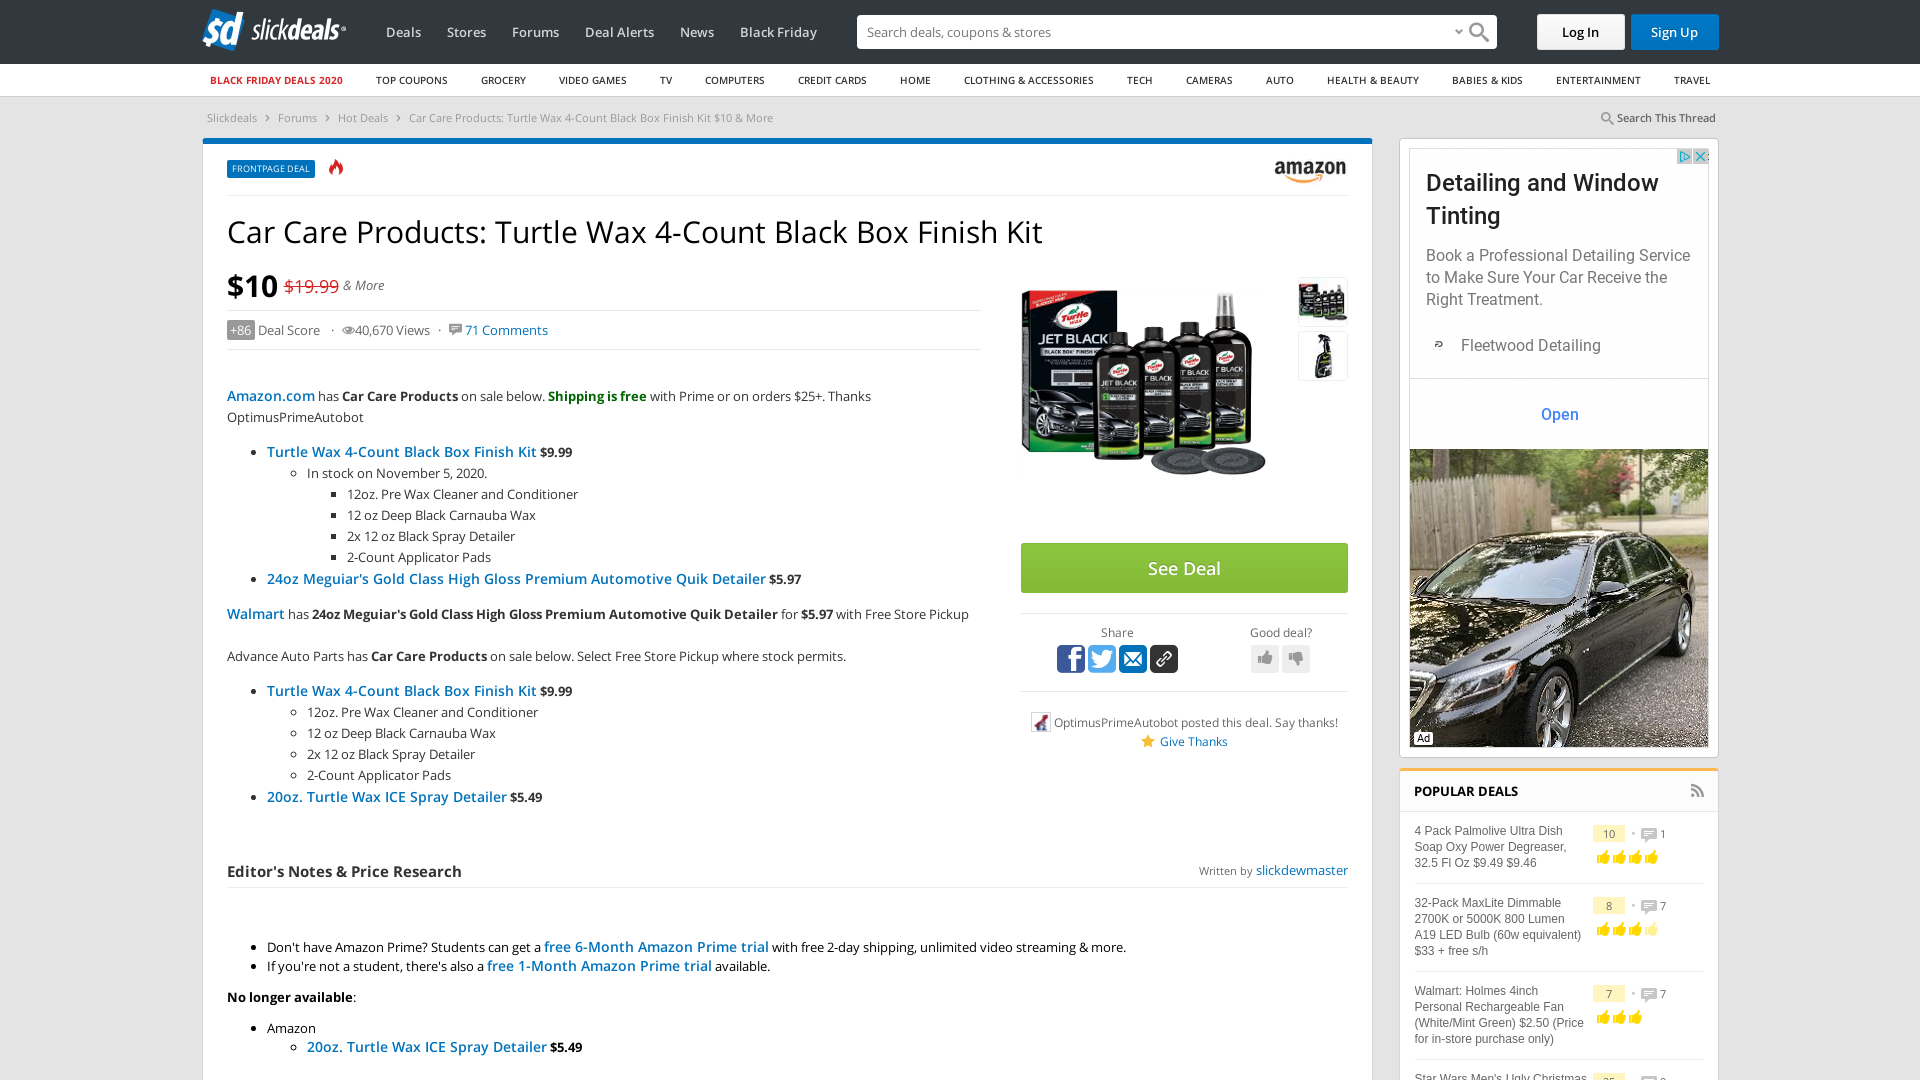 slickdeals
Deals
Stores
Forums
Deal Alerts
News
Black Friday
Search deals, coupons & stores
Log In
Sign Up
BLACK FRIDAY DEALS 2020
TOP COUPONS
GROCERY
VIDEO GAMES
TV
COMPUTERS
CREDIT CARDS
HOME
CLOTHING & ACCESSORIES
TECH
CAMERAS
AUTO
HEALTH & BEAUTY
BABIES & KIDS
ENTERTAINMENT
TRAVEL
Slickdeals > Forums > Hot Deals > Car Care Products: Turtle Wax 4-Count Black Box Finish Kit $10 & More
Search This Thread
FRONTPAGE DEAL
amazon
Car Care Products: Turtle Wax 4-Count Black Box Finish Kit
$10 $19.99 & More
+86 Deal Score · 40,670 Views · 71 Comments
Amazon.com has Car Care Products on sale below. Shipping is free with Prime or on orders $25+. Thanks
OptimusPrimeAutobot
Turtle Wax 4-Count Black Box Finish Kit $9.99
In stock on November 5, 2020.
12oz. Pre Wax Cleaner and Conditioner
12 oz Deep Black Carnauba Wax
2x 12 oz Black Spray Detailer
2-Count Applicator Pads
24oz Meguiar's Gold Class High Gloss Premium Automotive Quik Detailer $5.97
Walmart has 24oz Meguiar's Gold Class High Gloss Premium Automotive Quik Detailer for $5.97 with Free Store Pickup
Advance Auto Parts has Car Care Products on sale below. Select Free Store Pickup where stock permits.
Turtle Wax 4-Count Black Box Finish Kit $9.99
12oz. Pre Wax Cleaner and Conditioner
12 oz Deep Black Carnauba Wax
2x 12 oz Black Spray Detailer
2-Count Applicator Pads
20oz. Turtle Wax ICE Spray Detailer $5.49
Turtle Wax
JET BLACK
See Deal
Share
Good deal?
OptimusPrimeAutobot posted this deal. Say thanks!
Give Thanks
Editor's Notes & Price Research
Written by slickdewmaster
Don't have Amazon Prime? Students can get a free 6-Month Amazon Prime trial with free 2-day shipping, unlimited video streaming & more.
If you're not a student, there's also a free 1-Month Amazon Prime trial available.
No longer available:
Amazon
20oz. Turtle Wax ICE Spray Detailer $5.49
Detailing and Window
Tinting
Book a Professional Detailing Service
to Make Sure Your Car Receive the
Right Treatment.
Fleetwood Detailing
Open
Ad
POPULAR DEALS
4 Pack Palmolive Ultra Dish
Soap Oxy Power Degreaser,
32.5 Fl Oz $9.49 $9.46
10 • 1
32-Pack MaxLite Dimmable
2700K or 5000K 800 Lumen
A19 LED Bulb (60w equivalent)
$33 + free s/h
8 • 7
Walmart: Holmes 4inch
Personal Rechargeable Fan
(White/Mint Green) $2.50 (Price
for in-store purchase only)
7 • 7
Star Wars Men's Ugly Christmas